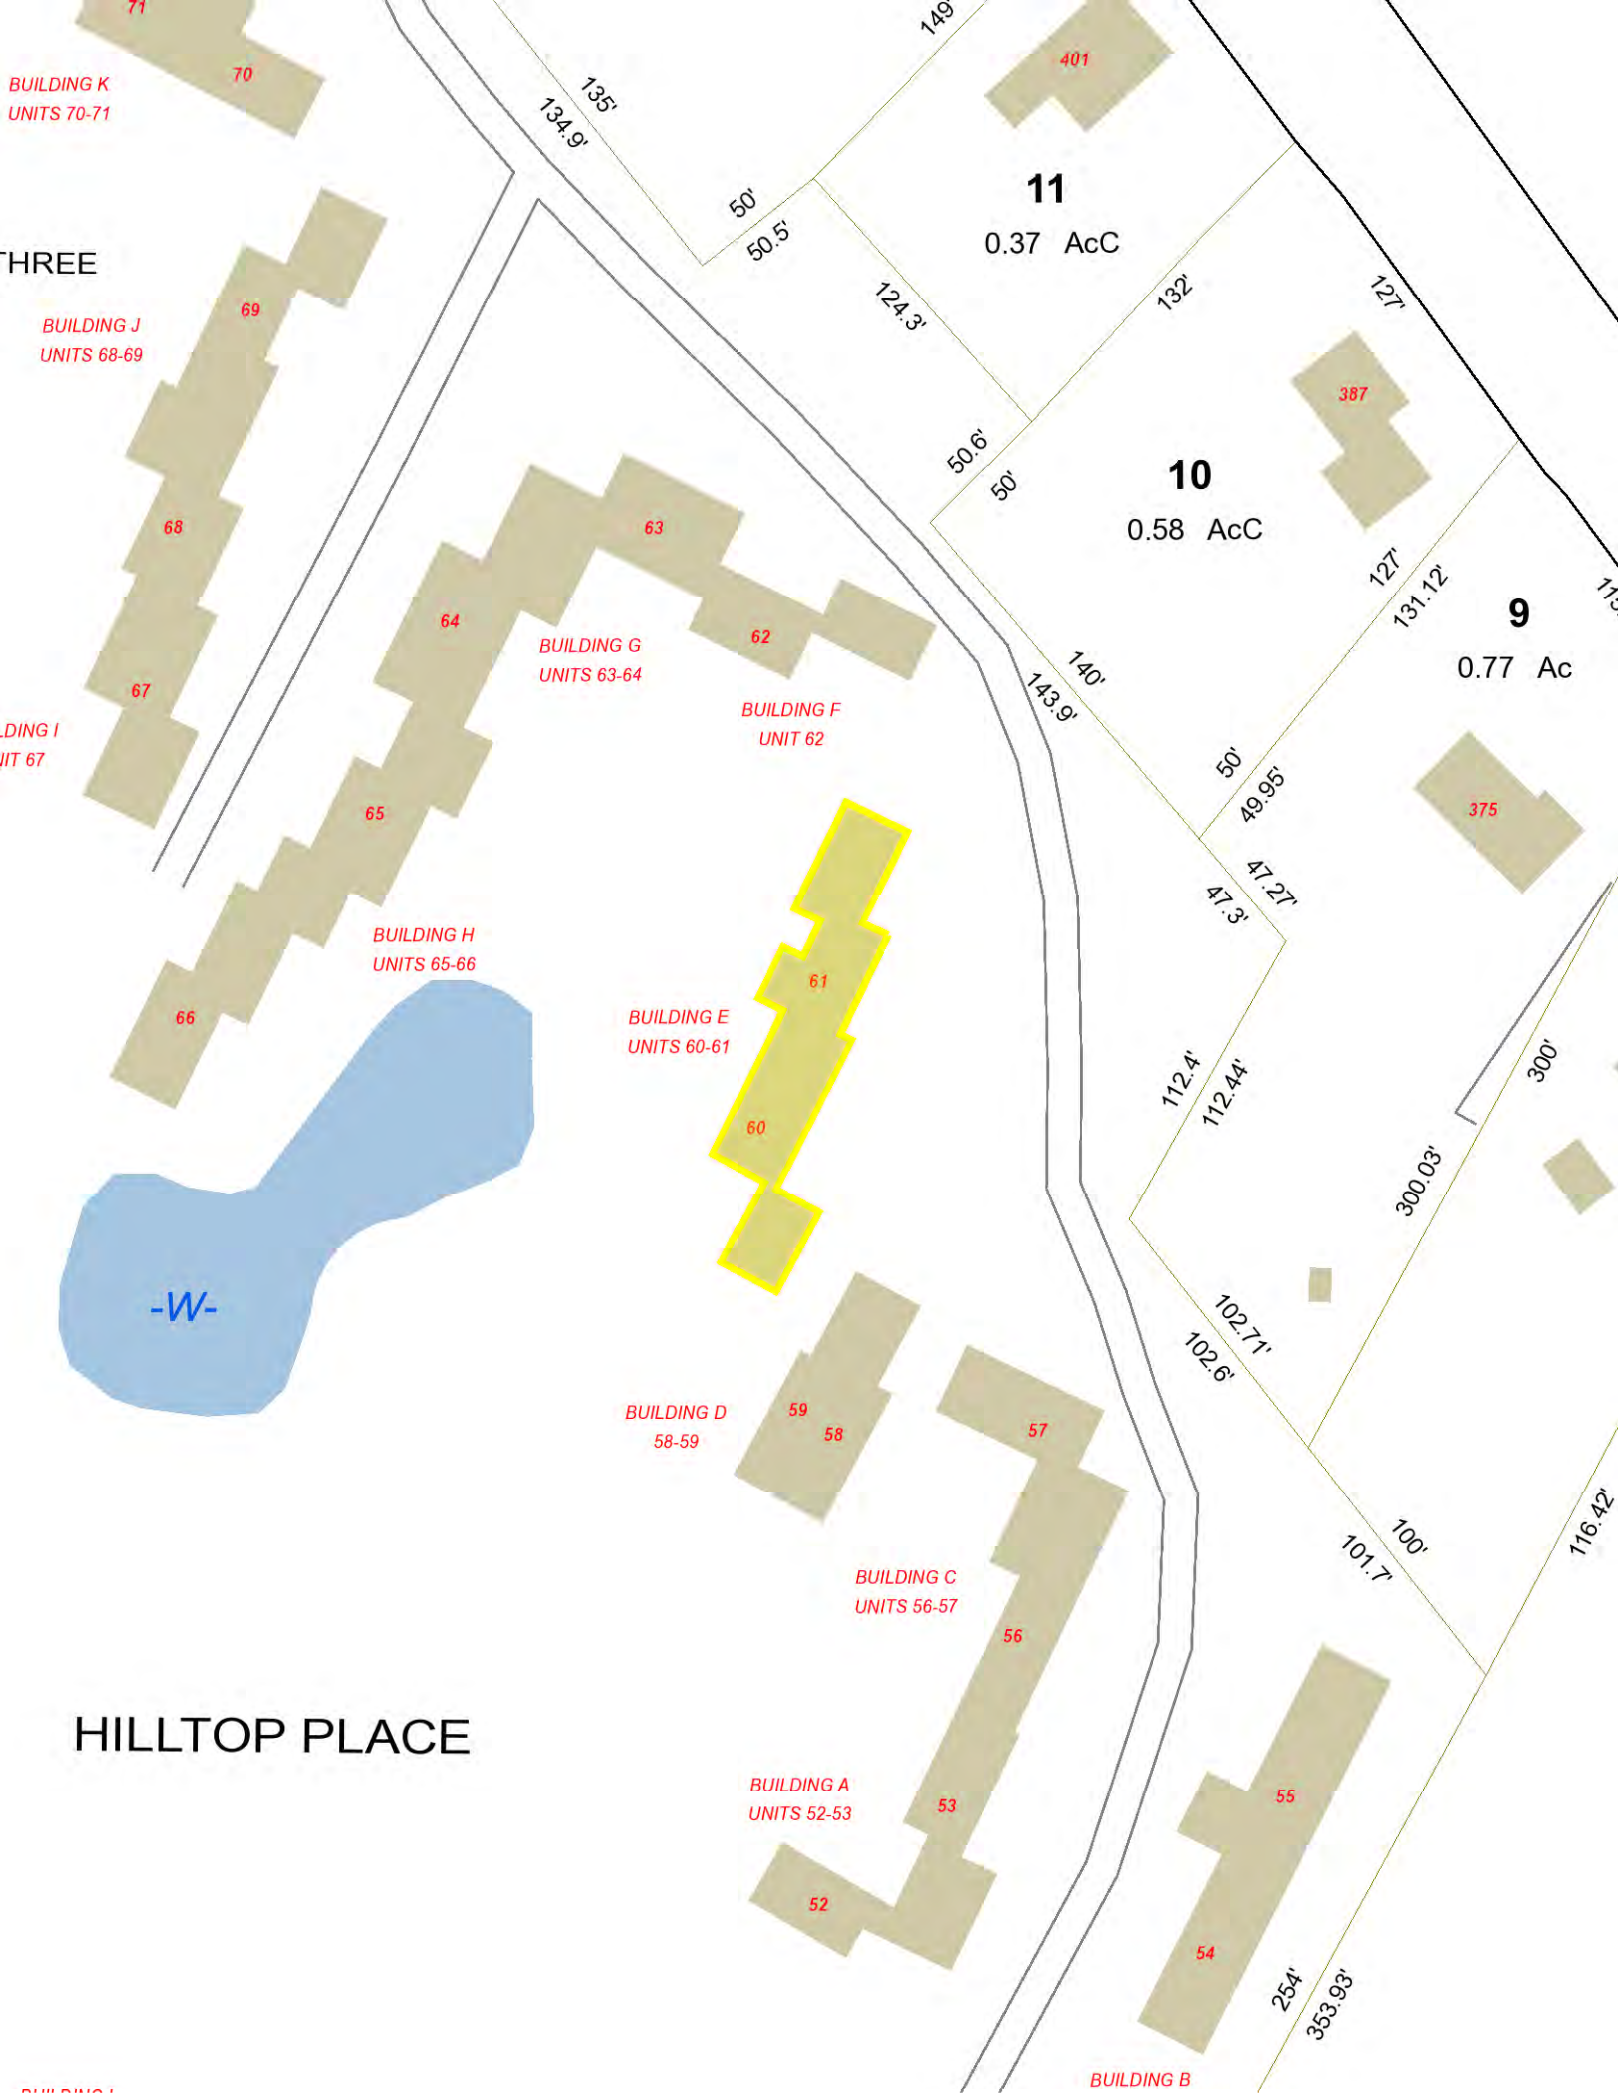 71
70
BUILDING K
UNITS 70-71
149'
401
135'
134.9'
50'
50.5'
11
0.37 AcC
THREE
69
BUILDING J
UNITS 68-69
124.3'
132'
127'
387
50.6'
50'
10
0.58 AcC
63
68
64
62
BUILDING G
UNITS 63-64
127'
131.12'
9
0.77 Ac
67
140'
143.9'
BUILDING F
UNIT 62
LDING I
UNIT 67
50'
49.95'
375
65
47.27'
47.3'
BUILDING H
UNITS 65-66
61
66
BUILDING E
UNITS 60-61
60
112.4'
112.44'
300'
300.03'
-W-
102.71'
102.6'
BUILDING D
58-59
59
58
57
100'
101.7'
116.42'
BUILDING C
UNITS 56-57
56
HILLTOP PLACE
BUILDING A
UNITS 52-53
53
55
52
54
254'
353.93'
BUILDING B